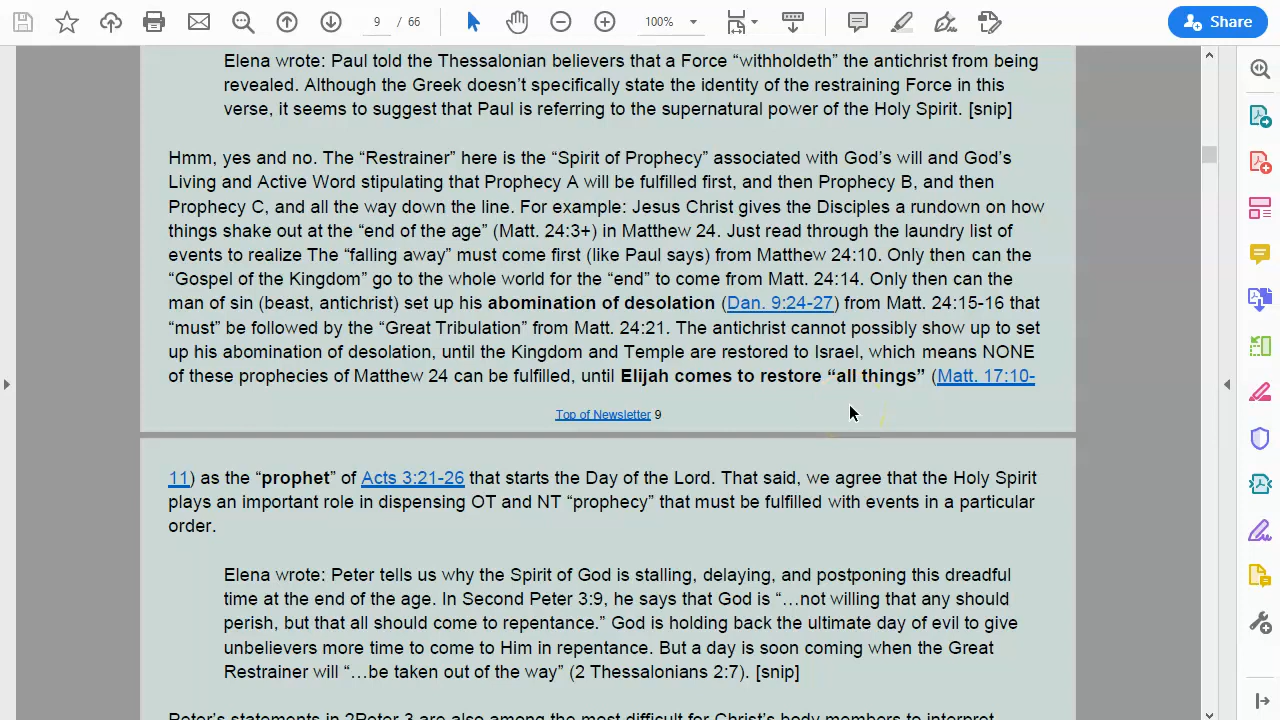 9 / 66
100%
Share
Elena wrote: Paul told the Thessalonian believers that a Force “withholdeth” the antichrist from being
revealed. Although the Greek doesn’t specifically state the identity of the restraining Force in this
verse, it seems to suggest that Paul is referring to the supernatural power of the Holy Spirit. [snip]
Hmm, yes and no. The “Restrainer” here is the “Spirit of Prophecy” associated with God’s will and God’s
Living and Active Word stipulating that Prophecy A will be fulfilled first, and then Prophecy B, and then
Prophecy C, and all the way down the line. For example: Jesus Christ gives the Disciples a rundown on how
things shake out at the “end of the age” (Matt. 24:3+) in Matthew 24. Just read through the laundry list of
events to realize The “falling away” must come first (like Paul says) from Matthew 24:10. Only then can the
“Gospel of the Kingdom” go to the whole world for the “end” to come from Matt. 24:14. Only then can the
man of sin (beast, antichrist) set up his abomination of desolation (Dan. 9:24-27) from Matt. 24:15-16 that
“must” be followed by the “Great Tribulation” from Matt. 24:21. The antichrist cannot possibly show up to set
up his abomination of desolation, until the Kingdom and Temple are restored to Israel, which means NONE
of these prophecies of Matthew 24 can be fulfilled, until Elijah comes to restore “all things” (Matt. 17:10-
Top of Newsletter 9
11) as the “prophet” of Acts 3:21-26 that starts the Day of the Lord. That said, we agree that the Holy Spirit
plays an important role in dispensing OT and NT “prophecy” that must be fulfilled with events in a particular
order.
Elena wrote: Peter tells us why the Spirit of God is stalling, delaying, and postponing this dreadful
time at the end of the age. In Second Peter 3:9, he says that God is “…not willing that any should
perish, but that all should come to repentance.” God is holding back the ultimate day of evil to give
unbelievers more time to come to Him in repentance. But a day is soon coming when the Great
Restrainer will “…be taken out of the way” (2 Thessalonians 2:7). [snip]
Peter’s statements in 2Peter 3 are also among the most difficult for Christ’s body members to interpret